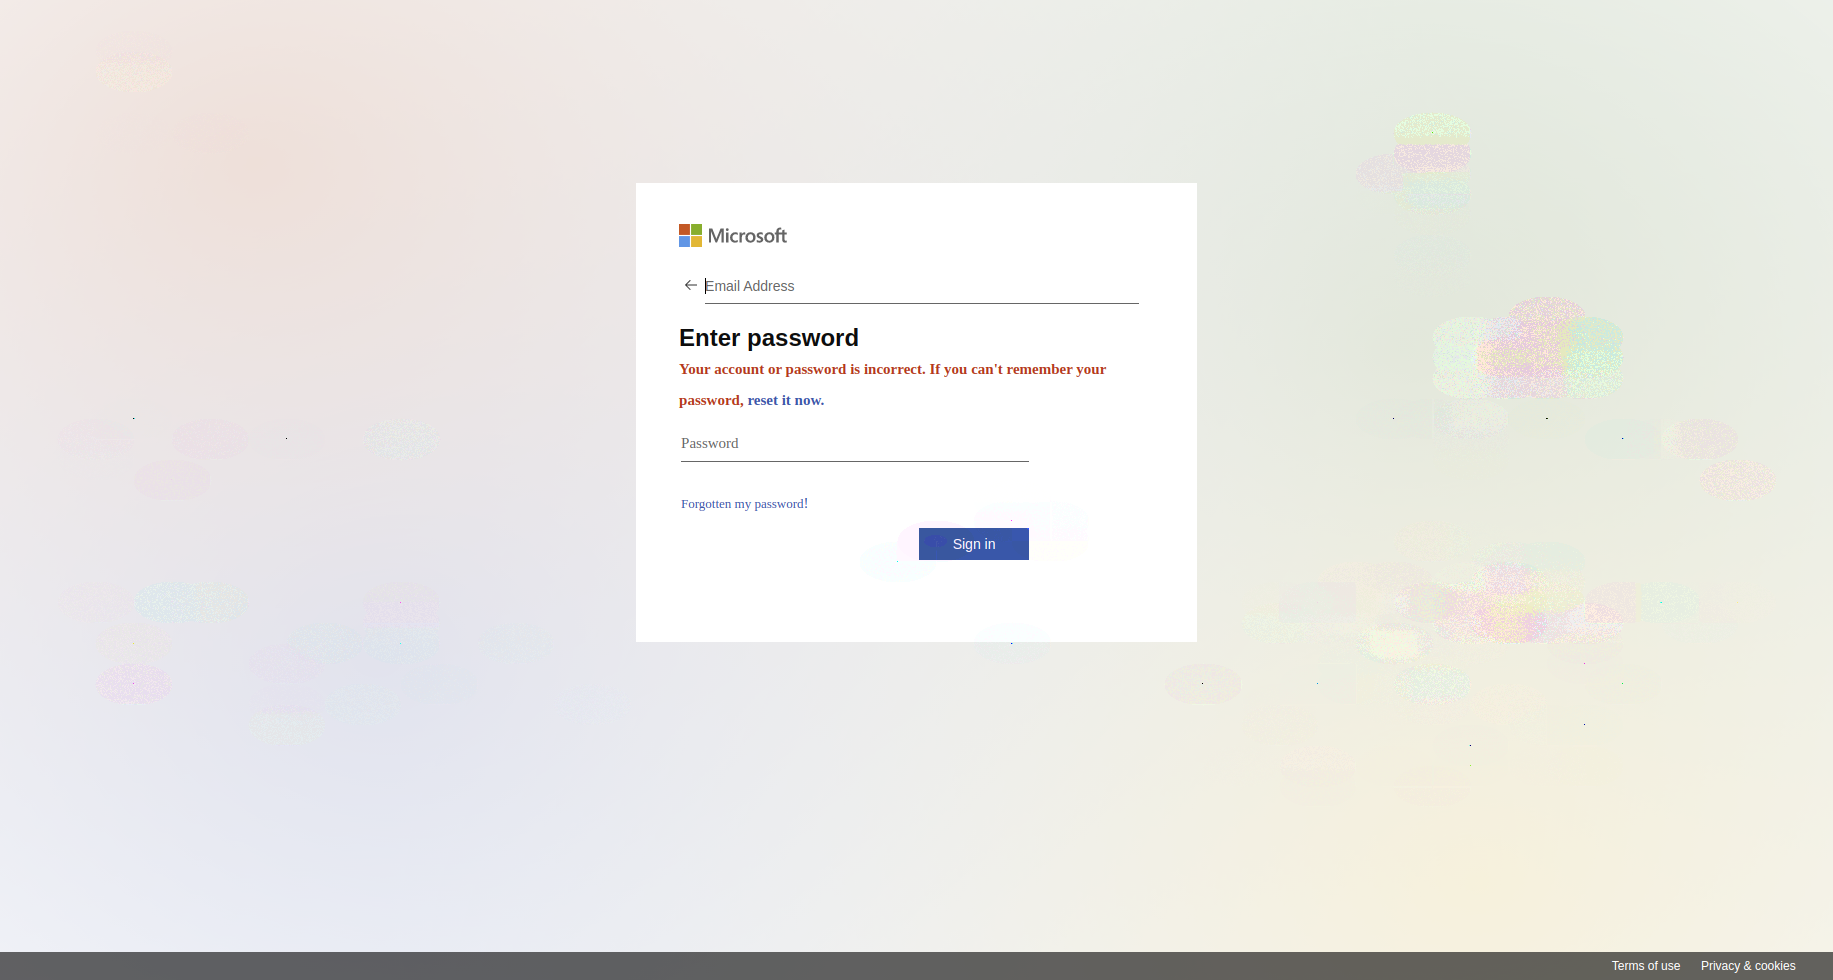 Microsoft
Email Address
Enter password
Your account or password is incorrect. If you can't remember your
password, reset it now.
Password
Forgotten my password!
Sign in
Terms of use Privacy & cookies